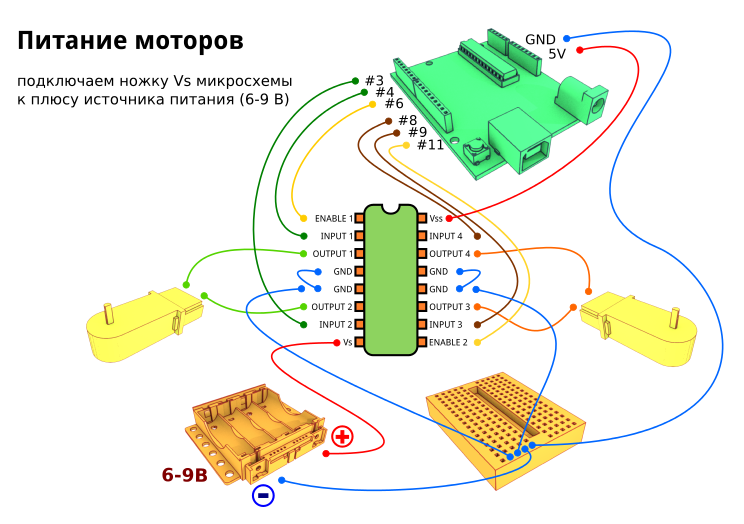 Питание моторов
подключаем ножку Vs микросхемы
к плюсу источника питания (6-9 В)
GND
5V
#3
#4
#6
#8
#9
#11
ENABLE 1
INPUT 1
OUTPUT 1
GND
GND
OUTPUT 2
INPUT 2
Vs
Vss
INPUT 4
OUTPUT 4
GND
GND
OUTPUT 3
INPUT 3
ENABLE 2
6-9В